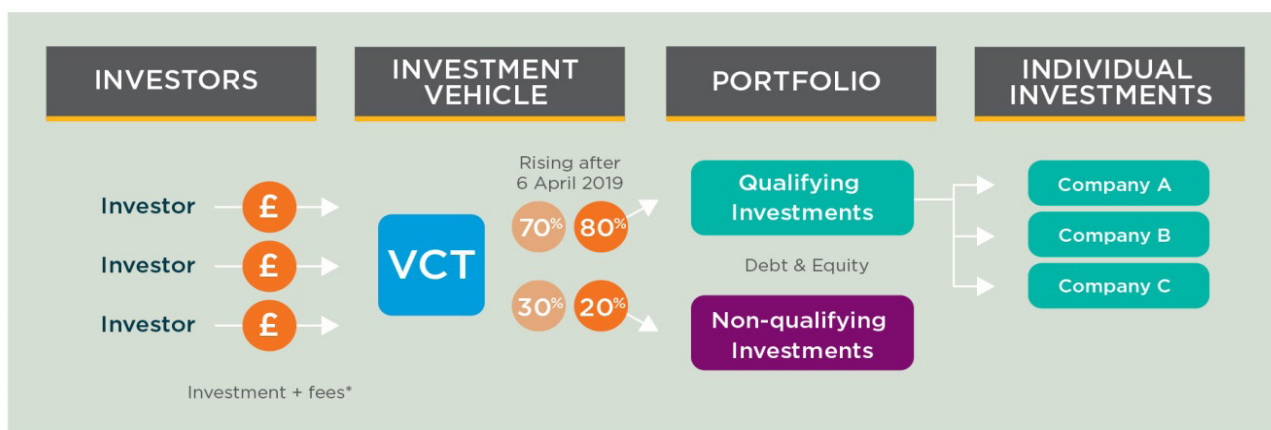 INVESTORS
INVESTMENT
VEHICLE
PORTFOLIO
INDIVIDUAL
INVESTMENTS
Investor £
Investor £
Investor £
Investment + fees*
VCT
Rising after
6 April 2019
70% 80%
30% 20%
Qualifying
Investments
Debt & Equity
Non-qualifying
Investments
Company A
Company B
Company C